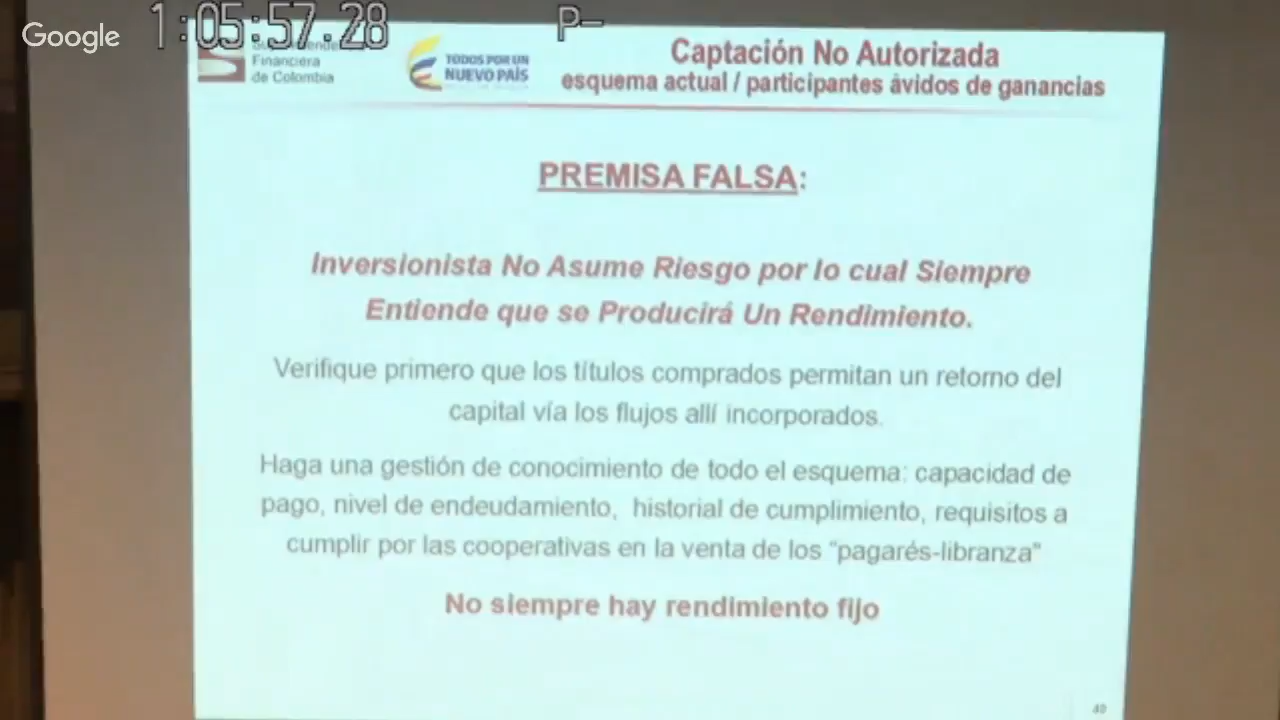 Google
1:05:57.28
P-
Financiera
de Colombia
TODOS POR UN
NUEVO PAÍS
Captación No Autorizada
esquema actual / participantes ávidos de ganancias
PREMISA FALSA:
Inversionista No Asume Riesgo por lo cual Siempre
Entiende que se Producirá Un Rendimiento.
Verifique primero que los títulos comprados permitan un retorno del
capital vía los flujos allí incorporados.
Haga una gestión de conocimiento de todo el esquema: capacidad de
pago, nivel de endeudamiento, historial de cumplimiento, requisitos a
cumplir por las cooperativas en la venta de los "pagarés-libranza"
No siempre hay rendimiento fijo